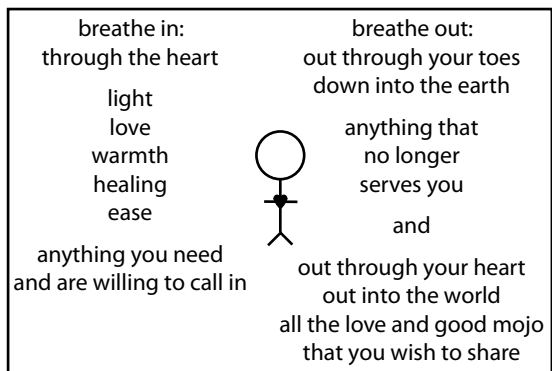 breathe in:
through the heart
light
love
warmth
healing
ease
anything you need
and are willing to call in
breathe out:
out through your toes
down into the earth
anything that
no longer
serves you
and
out through your heart
out into the world
all the love and good mojo
that you wish to share